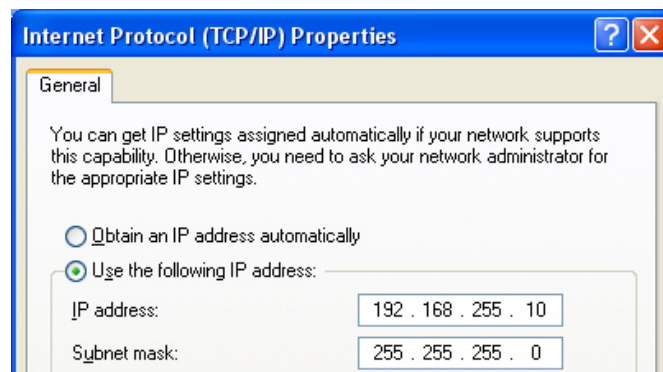 Internet Protocol (TCP/IP) Properties
General
You can get IP settings assigned automatically if your network supports
this capability. Otherwise, you need to ask your network administrator for
the appropriate IP settings.
Obtain an IP address automatically
Use the following IP address:
IP address: 192 . 168 . 255 . 10
Subnet mask: 255 . 255 . 255 . 0